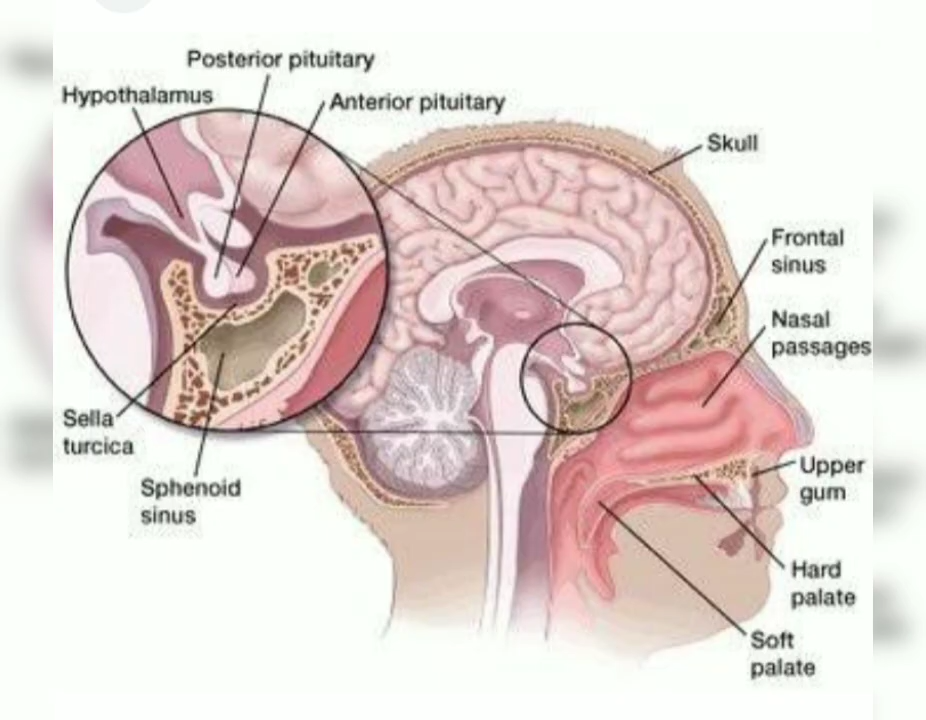 Posterior pituitary
Hypothalamus
Anterior pituitary
Skull
Frontal
sinus
Nasal
passages
Sella
turcica
Upper
gum
Sphenoid
sinus
Hard
palate
Soft
palate